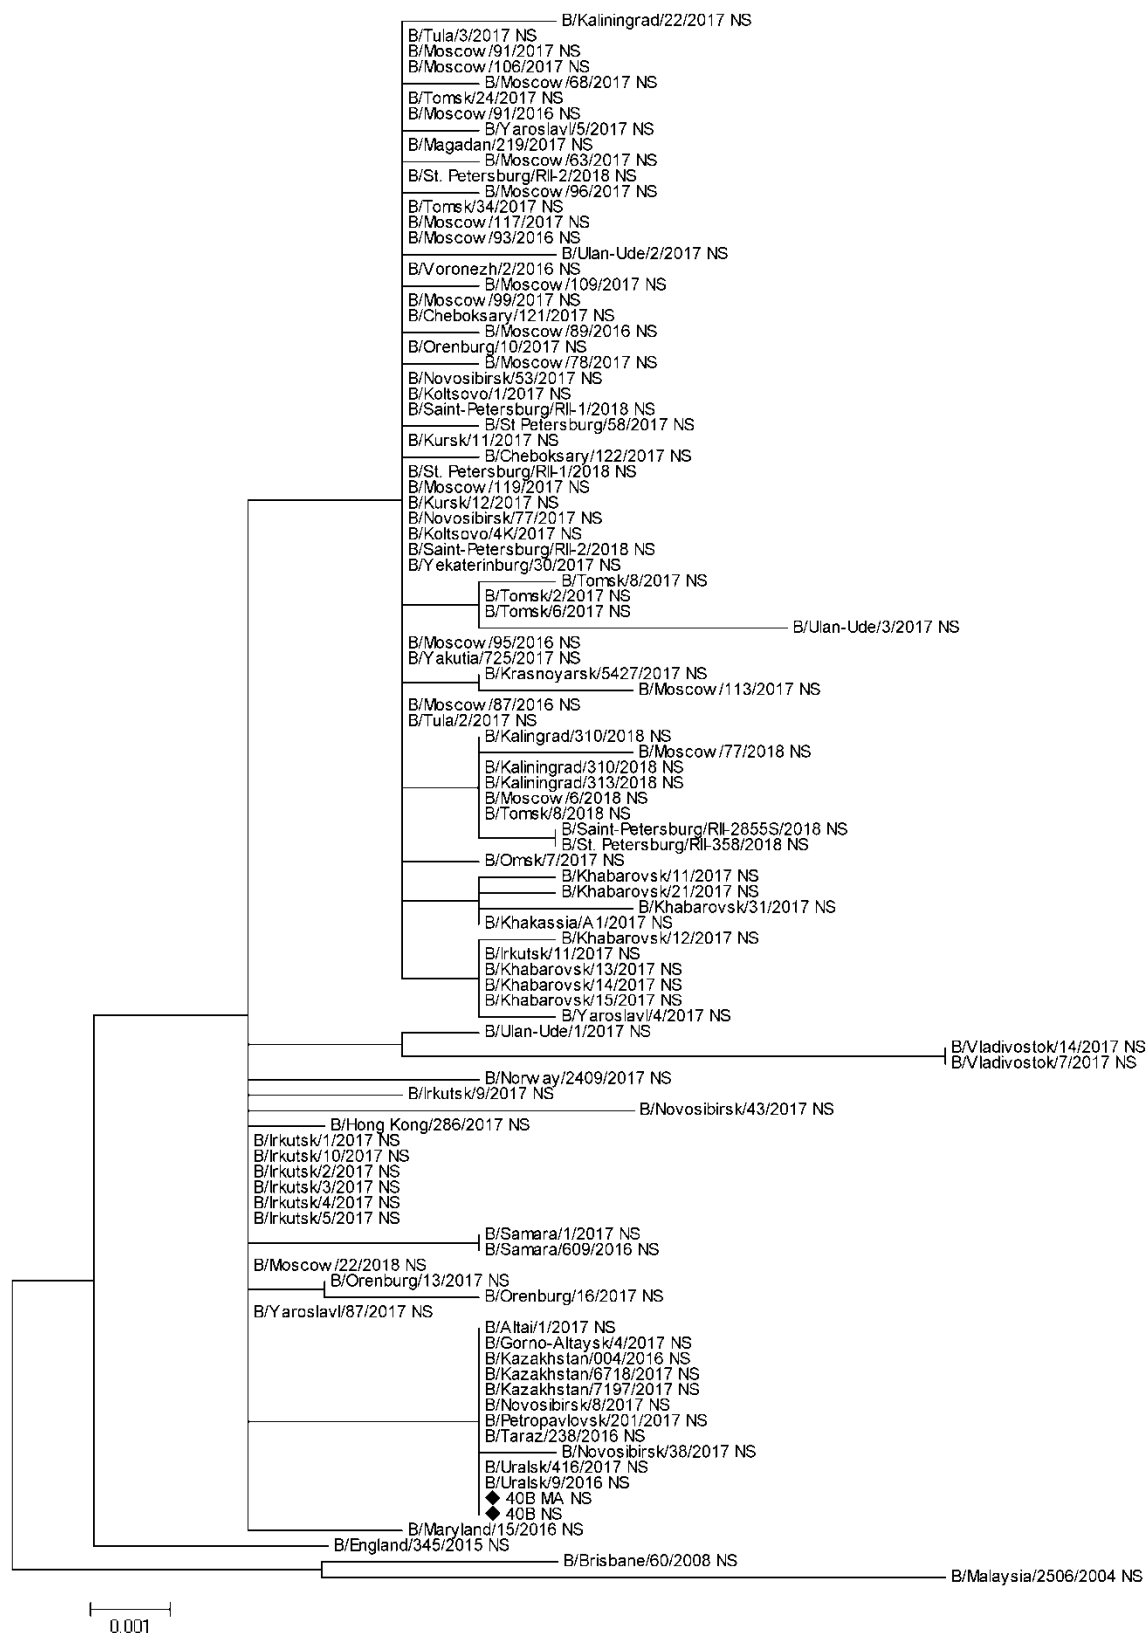 B/Kaliningrad/22/2017 NS
B/Tula/3/2017 NS
B/Moscow/91/2017 NS
B/Moscow/106/2017 NS
B/Moscow/68/2017 NS
B/Tomsk/24/2017 NS
B/Moscow/91/2016 NS
B/Yaroslavl/5/2017 NS
B/Magadan/219/2017 NS
B/Moscow/63/2017 NS
B/St. Petersburg/RII-2/2018 NS
B/Moscow/96/2017 NS
B/Tomsk/34/2017 NS
B/Moscow/117/2017 NS
B/Moscow/93/2016 NS
B/Ulan-Ude/2/2017 NS
B/Voronezh/2/2016 NS
B/Moscow/109/2017 NS
B/Moscow/99/2017 NS
B/Cheboksary/121/2017 NS
B/Moscow/89/2016 NS
B/Orenburg/10/2017 NS
B/Moscow/78/2017 NS
B/Novosibirsk/53/2017 NS
B/Koltsovo/1/2017 NS
B/Saint-Petersburg/RII-1/2018 NS
B/St Petersburg/58/2017 NS
B/Kursk/11/2017 NS
B/Cheboksary/122/2017 NS
B/St. Petersburg/RII-1/2018 NS
B/Moscow/119/2017 NS
B/Kursk/12/2017 NS
B/Novosibirsk/77/2017 NS
B/Koltsovo/4K/2017 NS
B/Saint-Petersburg/RII-2/2018 NS
B/Yekaterinburg/30/2017 NS
B/Tomsk/8/2017 NS
B/Tomsk/2/2017 NS
B/Tomsk/6/2017 NS
B/Ulan-Ude/3/2017 NS
B/Moscow/95/2016 NS
B/Yakutia/725/2017 NS
B/Krasnoyarsk/5427/2017 NS
B/Moscow/113/2017 NS
B/Moscow/87/2016 NS
B/Tula/2/2017 NS
B/Kalingrad/310/2018 NS
B/Moscow/77/2018 NS
B/Kaliningrad/310/2018 NS
B/Kaliningrad/313/2018 NS
B/Moscow/6/2018 NS
B/Tomsk/8/2018 NS
B/Saint-Petersburg/RII-2855S/2018 NS
B/St. Petersburg/RII-358/2018 NS
B/Omsk/7/2017 NS
B/Khabarovsk/11/2017 NS
B/Khabarovsk/21/2017 NS
B/Khabarovsk/31/2017 NS
B/Khakassia/A1/2017 NS
B/Khabarovsk/12/2017 NS
B/Irkutsk/11/2017 NS
B/Khabarovsk/13/2017 NS
B/Khabarovsk/14/2017 NS
B/Khabarovsk/15/2017 NS
B/Yaroslavl/4/2017 NS
B/Ulan-Ude/1/2017 NS
B/Vladivostok/14/2017 NS
B/Vladivostok/7/2017 NS
B/Norway/2409/2017 NS
B/Irkutsk/9/2017 NS
B/Novosibirsk/43/2017 NS
B/Hong Kong/286/2017 NS
B/Irkutsk/1/2017 NS
B/Irkutsk/10/2017 NS
B/Irkutsk/2/2017 NS
B/Irkutsk/3/2017 NS
B/Irkutsk/4/2017 NS
B/Irkutsk/5/2017 NS
B/Samara/1/2017 NS
B/Samara/609/2016 NS
B/Moscow/22/2018 NS
B/Orenburg/13/2017 NS
B/Orenburg/16/2017 NS
B/Yaroslavl/87/2017 NS
B/Altai/1/2017 NS
B/Gorno-Altaysk/4/2017 NS
B/Kazakhstan/004/2016 NS
B/Kazakhstan/6718/2017 NS
B/Kazakhstan/7197/2017 NS
B/Novosibirsk/8/2017 NS
B/Petropavlovsk/201/2017 NS
B/Taraz/238/2016 NS
B/Novosibirsk/38/2017 NS
B/Uralsk/416/2017 NS
B/Uralsk/9/2016 NS
40B MA NS
40B NS
B/Maryland/15/2016 NS
B/England/345/2015 NS
B/Brisbane/60/2008 NS
B/Malaysia/2506/2004 NS
0.001